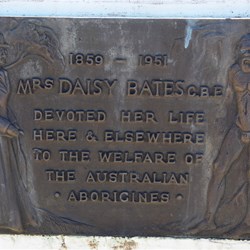 1859 - 1951
MRS DAISY BATES C.B.E
DEVOTED HER LIFE
HERE & ELSEWHERE
TO THE WELFARE OF
THE AUSTRALIAN
· ABORIGINES ·